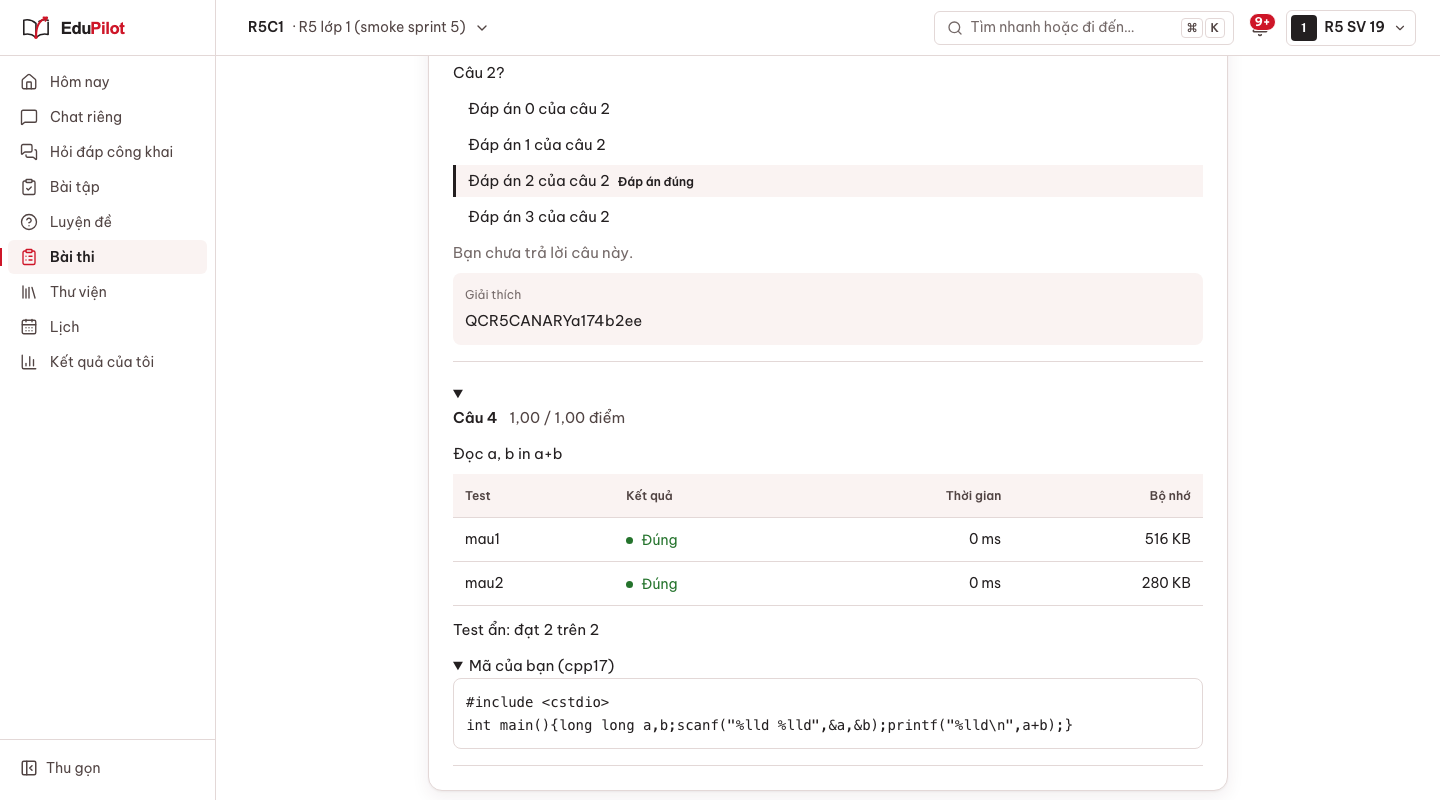 EduPilot
R5C1 · R5 lớp 1 (smoke sprint 5)
Tìm nhanh hoặc đi đến...
⌘ K
9+
1 R5 SV 19
Hôm nay
Chat riêng
Hỏi đáp công khai
Bài tập
Luyện đề
Bài thi
Thư viện
Lịch
Kết quả của tôi
Thu gọn
Câu 2?
Đáp án 0 của câu 2
Đáp án 1 của câu 2
Đáp án 2 của câu 2 Đáp án đúng
Đáp án 3 của câu 2
Bạn chưa trả lời câu này.
Giải thích
QCR5CANARYa174b2ee
Câu 4 1,00 / 1,00 điểm
Đọc a, b in a+b
Test Kết quả Thời gian Bộ nhớ
mau1 Đúng 0 ms 516 KB
mau2 Đúng 0 ms 280 KB
Test ẩn: đạt 2 trên 2
▼ Mã của bạn (cpp17)
#include <cstdio>
int main(){long long a,b;scanf("%lld %lld",&a,&b);printf("%lld\n",a+b);}